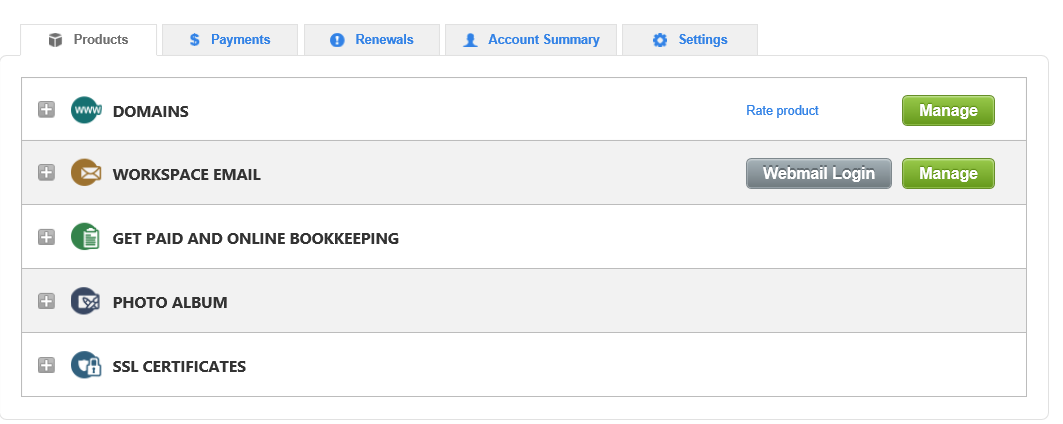 Products
$ Payments
Renewals
Account Summary
Settings
www DOMAINS Rate product Manage
WORKSPACE EMAIL Webmail Login Manage
GET PAID AND ONLINE BOOKKEEPING
PHOTO ALBUM
SSL CERTIFICATES